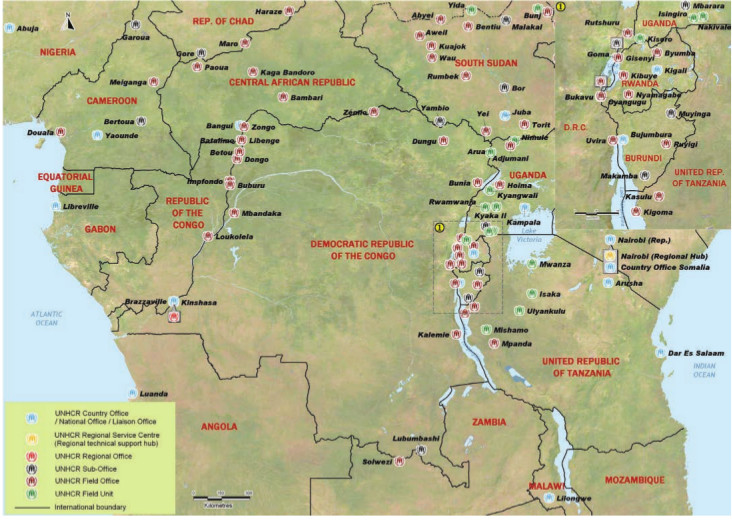 Haraze
REP. OF CHAD
Abuja
Garoua
NIGERIA
Maro
Gore
Paoua
Kaga Bandoro
Meiganga
CENTRAL AFRICAN REPUBLIC
Bambari
CAMEROON
Bertoua
Douala
Yaounde
Yida
Bunj
Abyei
Bentiu
Malakal
Aweil
Kuajok
Wau
SOUTH SUDAN
Rumbek
Bor
Yambio
Juba
Yei
Torit
Nimule
Zemio
Bangui
Zongo
Batalimo
Libenge
Betou
Dongo
Dungu
Arua
Adjumani
UGANDA
Impfondo
Buburu
Bunia
Hoima
Kyangwali
Rwamwanja
Kyaka II
Kampala
Lake
Victoria
EQUATORIAL
GUINEA
Libreville
GABON
REPUBLIC
OF THE
CONGO
Mbandaka
Loukolela
DEMOCRATIC REPUBLIC
OF THE CONGO
1
Mwanza
Isaka
Ulyankulu
Brazzaville
Kinshasa
ATLANTIC
OCEAN
Kalemie
Mishamo
Mpanda
UNITED REPUBLIC
OF TANZANIA
Nairobi (Rep.)
Nairobi (Regional Hub)
Country Office Somalia
Arusha
Dar Es Salaam
INDIAN
OCEAN
Luanda
ANGOLA
Lubumbashi
Solwezi
ZAMBIA
MALAWI
Lilongwe
MOZAMBIQUE
1
Mbarara
Isingiro
Nakivale
UGANDA
Rutshuru
Kisoro
Goma
Gisenyi
Byumba
Kigali
Kibuye
RWANDA
Bukavu
Nyamagabe
Cyangugu
Muyinga
D.R.C.
Uvira
Bujumbura
Ruyigi
BURUNDI
Makamba
UNITED REP.
OF TANZANIA
Kasulu
Kigoma
UNHCR Country Office
/ National Office / Liaison Office
UNHCR Regional Service Centre
(Regional technical support hub)
UNHCR Regional Office
UNHCR Sub-Office
UNHCR Field Office
UNHCR Field Unit
International boundary
Kilometres